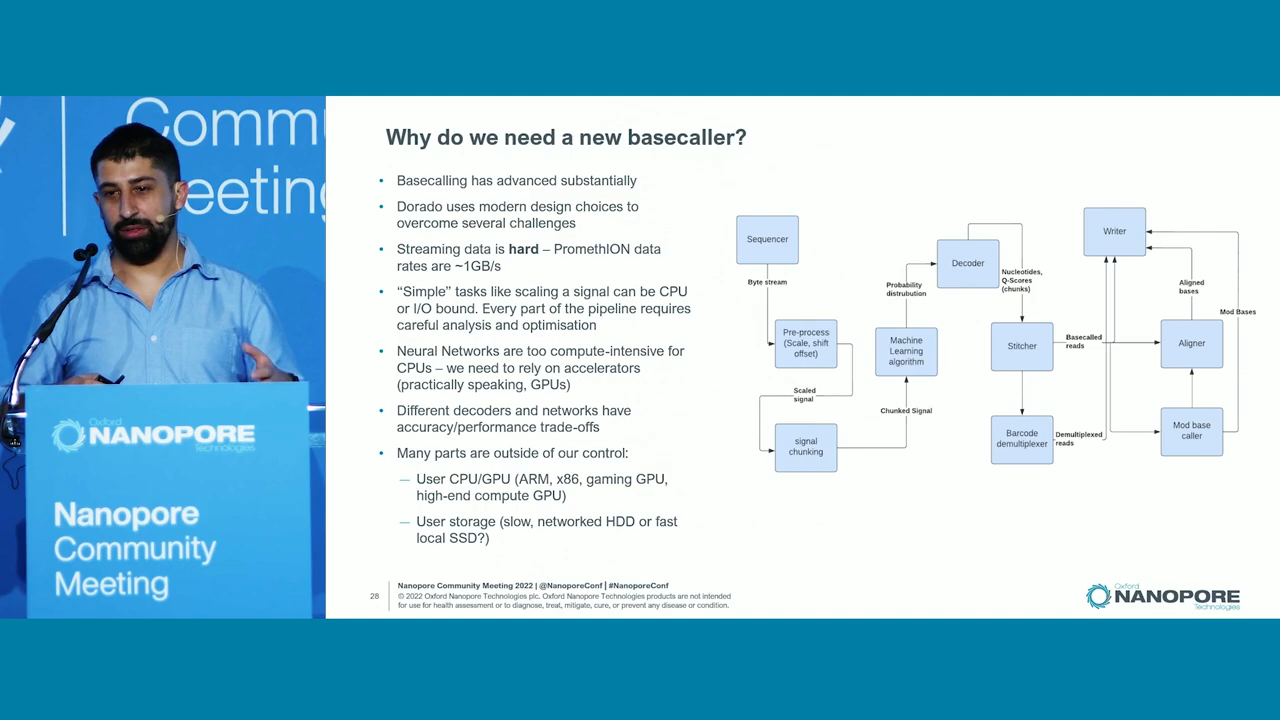 Comm
Meeting
Oxford
NANOPORE
Technologies
Nanopore
Community
Meeting
Why do we need a new basecaller?
• Basecalling has advanced substantially
• Dorado uses modern design choices to
overcome several challenges
• Streaming data is hard – PromethION data
rates are ~1GB/s
• “Simple” tasks like scaling a signal can be CPU
or I/O bound. Every part of the pipeline requires
careful analysis and optimisation
• Neural Networks are too compute-intensive for
CPUs – we need to rely on accelerators
(practically speaking, GPUs)
• Different decoders and networks have
accuracy/performance trade-offs
• Many parts are outside of our control:
— User CPU/GPU (ARM, x86, gaming GPU,
high-end compute GPU)
— User storage (slow, networked HDD or fast
local SSD?)
Sequencer
Byte stream
Pre-process
(Scale, shift
offset)
Scaled
signal
signal
chunking
Chunked Signal
Machine
Learning
algorithm
Probability
distrubution
Decoder
Nucleotides,
Q-Scores
(chunks)
Stitcher
Basecalled
reads
Barcode
demultiplexer
Demultiplexed
reads
Writer
Aligned
bases
Mod Bases
Aligner
Mod base
caller
28
Nanopore Community Meeting 2022 | @NanoporeConf | #NanoporeConf
© 2022 Oxford Nanopore Technologies plc. Oxford Nanopore Technologies products are not intended
for use for health assessment or to diagnose, treat, mitigate, cure, or prevent any disease or condition.
Oxford
NANOPORE
Technologies